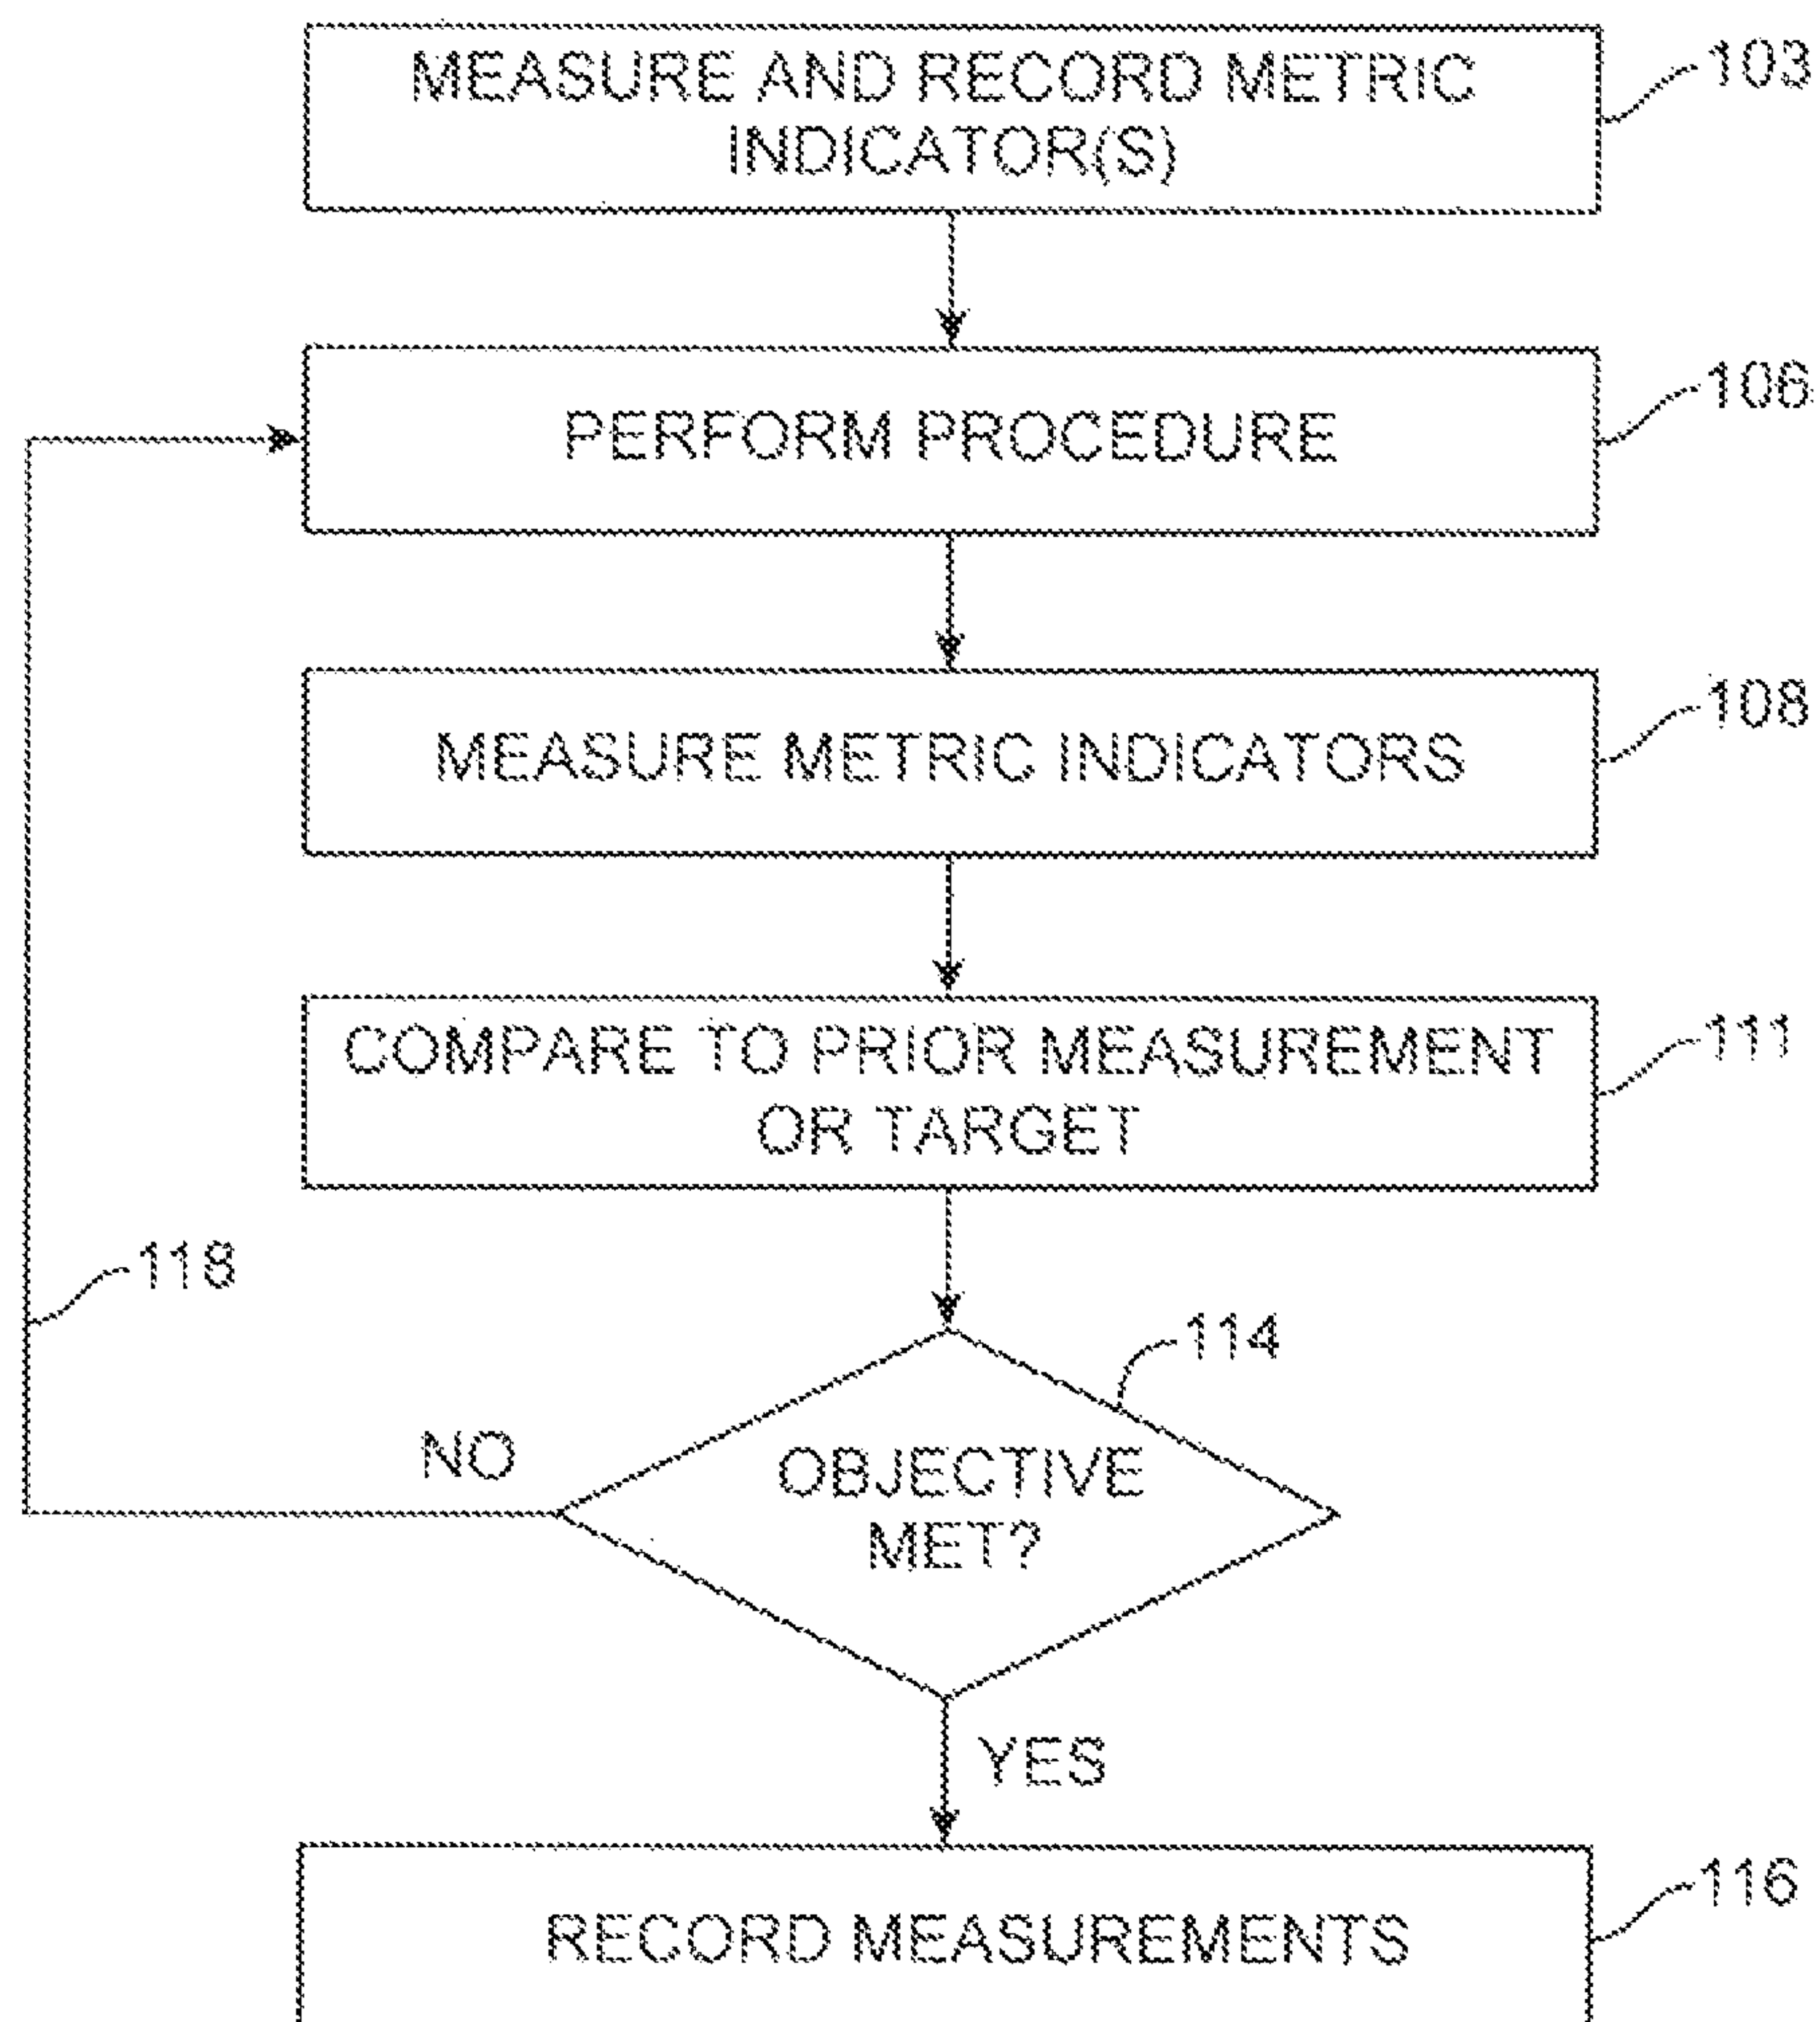 MEASURE AND RECORD METRIC
INDICATOR(S)
103
PERFORM PROCEDURE
106
MEASURE METRIC INDICATORS
108
COMPARE TO PRIOR MEASUREMENT
OR TARGET
111
118
114
NO
OBJECTIVE
MET?
YES
RECORD MEASUREMENTS
116